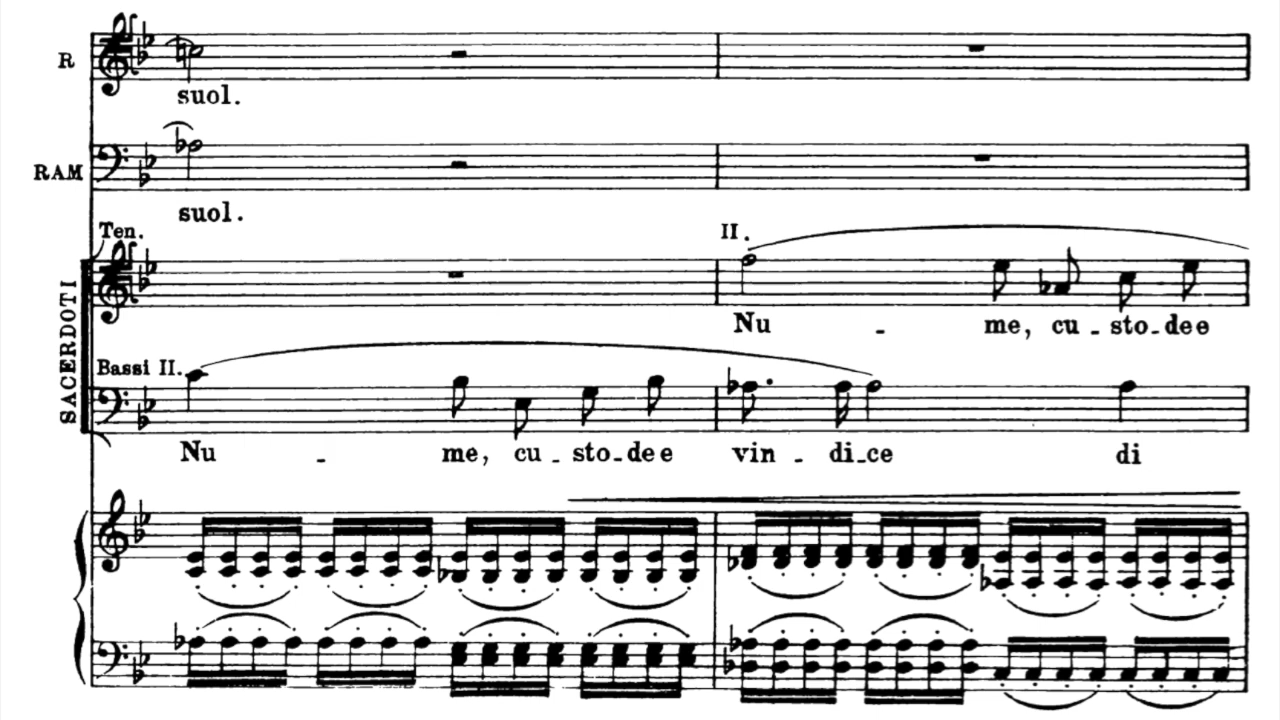 R
suol.
RAM
suol.
Ten.
II.
SACERDOTI
Nu - me, cu - sto - de e
Bassi II.
Nu - me, cu - sto - de e vin - di - ce di